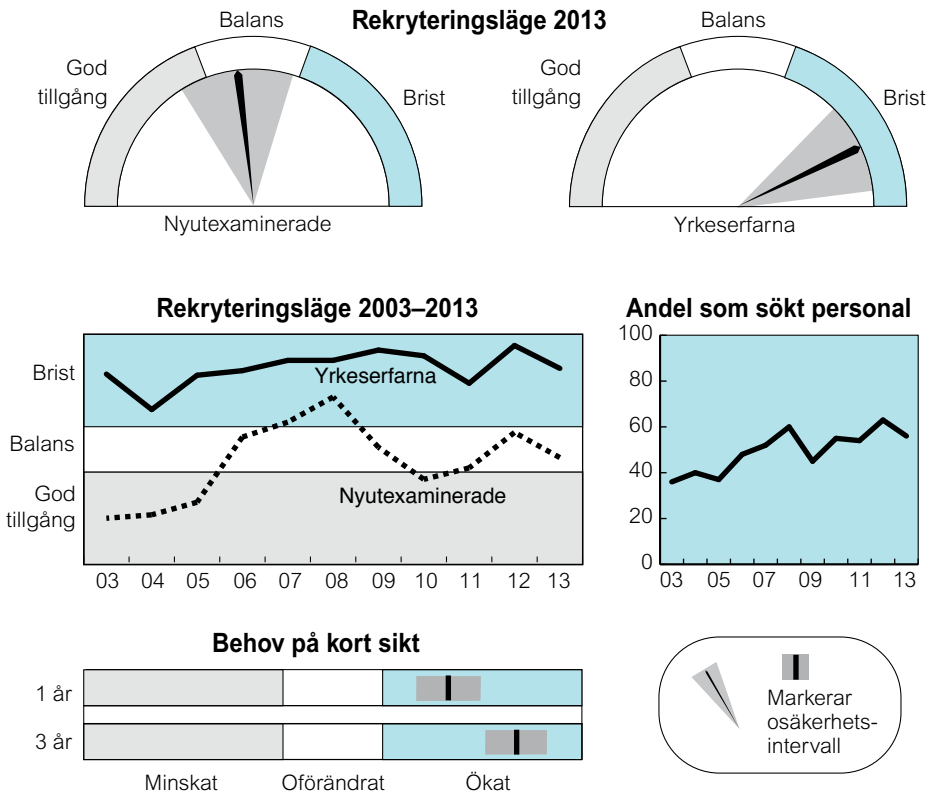 Rekryteringsläge 2013
Balans
God
tillgång
Brist
Nyutexaminerade
Balans
God
tillgång
Brist
Yrkeserfarna
Rekryteringsläge 2003–2013
Brist
Balans
God
tillgång
Yrkeserfarna
Nyutexaminerade
03 04 05 06 07 08 09 10 11 12 13
Andel som sökt personal
100
80
60
40
20
0
03 05 07 09 11 13
Behov på kort sikt
1 år
3 år
Minskat Oförändrat Ökat
Markerar
osäkerhets-
intervall